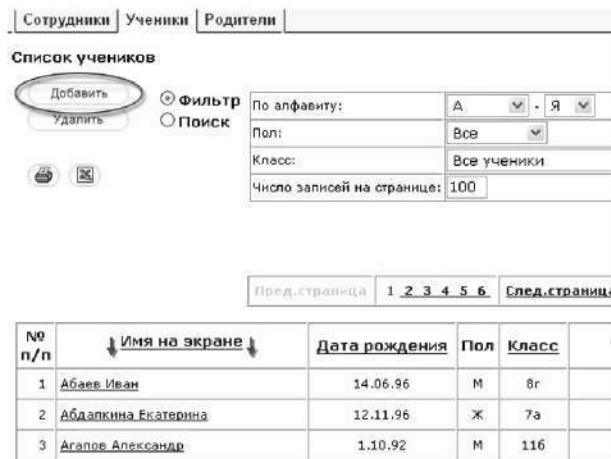 Сотрудники Ученики Родители
Список учеников
Добавить
Удалить
Фильтр
Поиск
По алфавиту: А - Я
Пол: Все
Класс: Все ученики
Число записей на странице: 100
Пред.страница 1 2 3 4 5 6 След.страница
№ п/п Имя на экране Дата рождения Пол Класс
1 Абаев Иван 14.06.96 М 8г
2 Абдалкина Екатерина 12.11.96 Ж 7а
3 Агапов Александр 1.10.92 М 11б